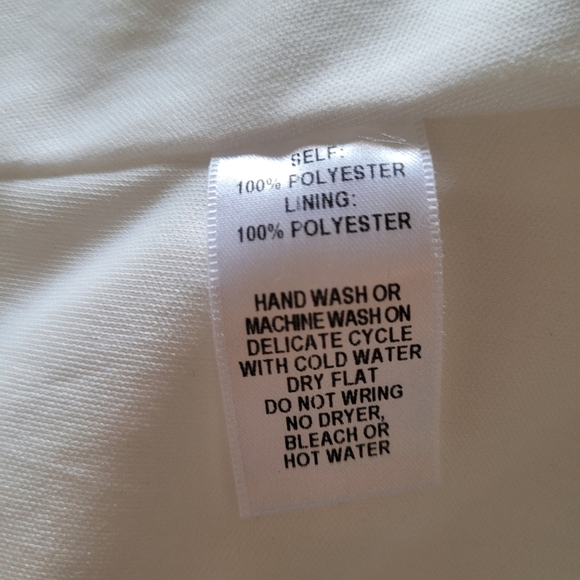 SELF:
100% POLYESTER
LINING:
100% POLYESTER
HAND WASH OR
MACHINE WASH ON
DELICATE CYCLE
WITH COLD WATER
DRY FLAT
DO NOT WRING
NO DRYER,
BLEACH OR
HOT WATER